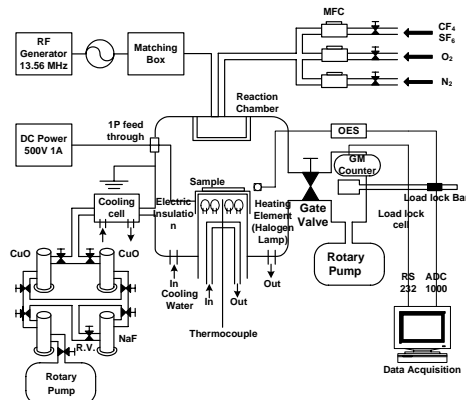 MFC
CF4
SF6
O2
N2
RF
Generator
13.56 MHz
Matching
Box
Reaction
Chamber
DC Power
500V 1A
1P feed
through
OES
GM
Counter
Sample
Cooling
cell
Electric
Insulatio
n
Heating
Element
(Halogen
Lamp)
Gate
Valve
Load lock Bar
Load lock
cell
CuO
CuO
In
Cooling
Water
In
Out
Out
Rotary
Pump
RS
232
ADC
1000
NaF
R.V.
Thermocouple
Data Acquisition
Rotary
Pump